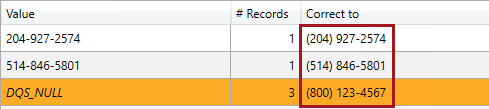 Value # Records Correct to
204-927-2574 1 (204) 927-2574
514-846-5801 1 (514) 846-5801
DQS_NULL 3 (800) 123-4567